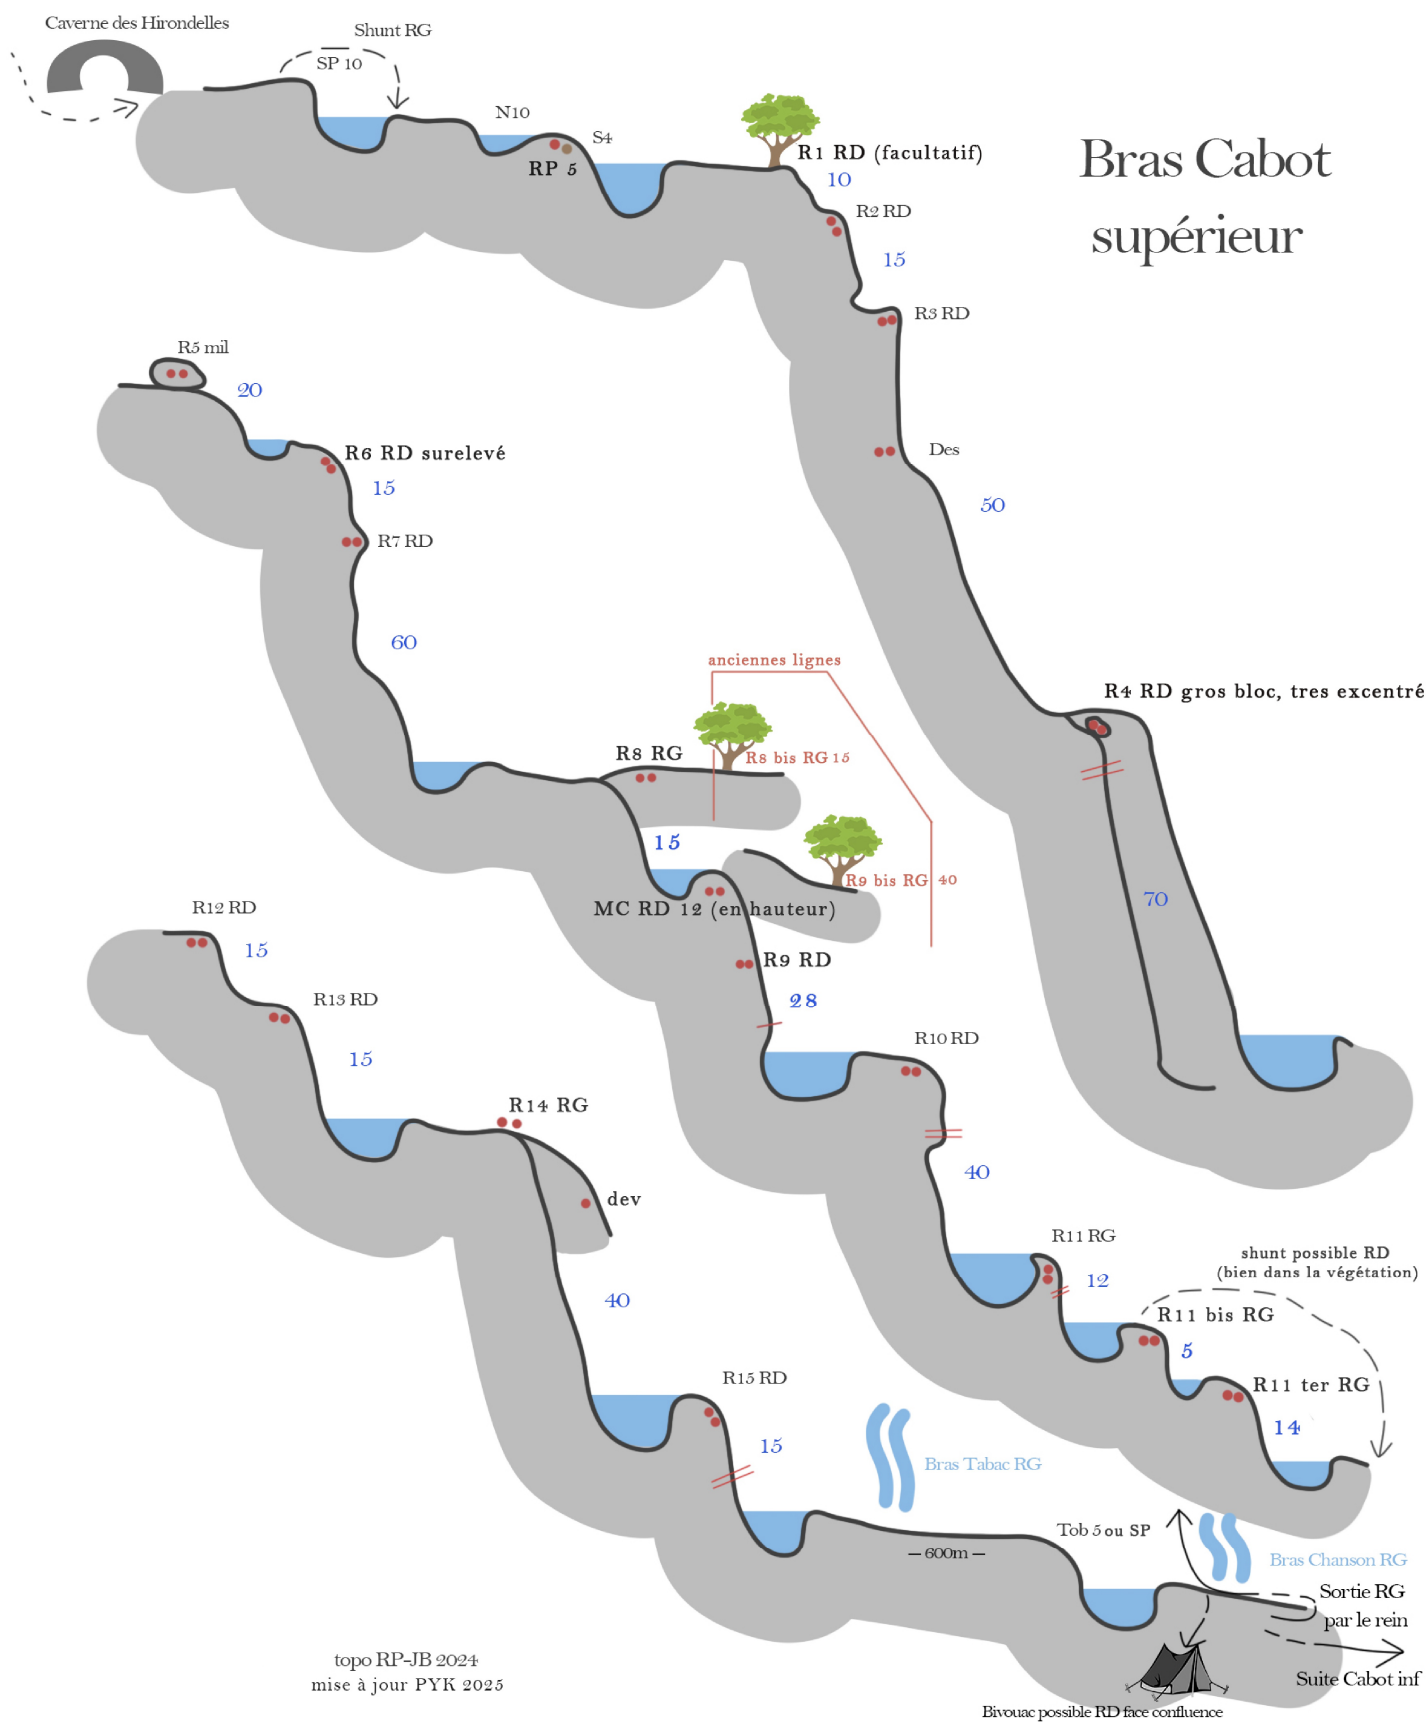 Caverne des Hirondelles
Shunt RG
SP 10
N10
S4
RP 5
R1 RD (facultatif)
10
R2 RD
15
R3 RD
Des
50
R4 RD gros bloc, tres excentré
70
Bras Cabot
supérieur
R5 mil
20
R6 RD surelevé
15
R7 RD
60
anciennes lignes
R8 RG
R8 bis RG 15
15
R9 bis RG 40
MC RD 12 (en hauteur)
R9 RD
28
R10 RD
40
R11 RG
12
shunt possible RD
(bien dans la végétation)
R11 bis RG
5
R11 ter RG
14
R12 RD
15
R13 RD
15
R14 RG
dev
40
R15 RD
15
Bras Tabac RG
– 600m –
Tob 5 ou SP
Bras Chanson RG
Sortie RG
par le rein
Suite Cabot inf
Bivouac possible RD face confluence
topo RP-JB 2024
mise à jour PYK 2025